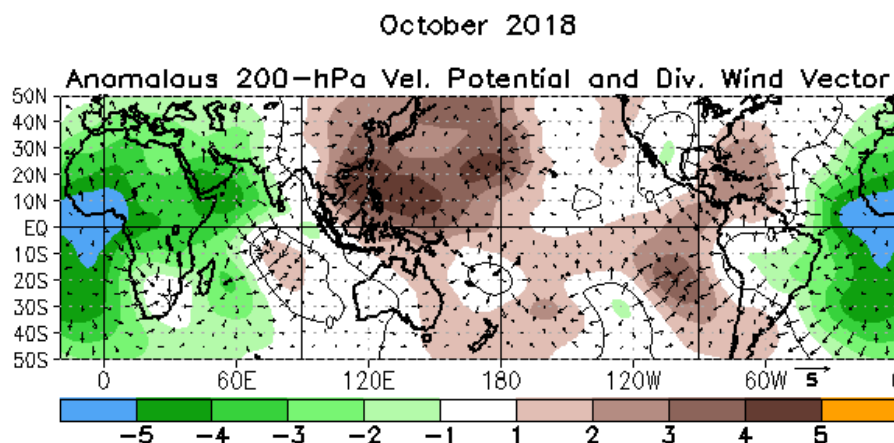 October 2018
Anomalaus 200-hPa Vel. Potential and Div. Wind Vector
50N
40N
30N
20N
10N
EQ
10S
20S
30S
40S
50S
0 60E 120E 180 120W 60W 5
-5 -4 -3 -2 -1 1 2 3 4 5